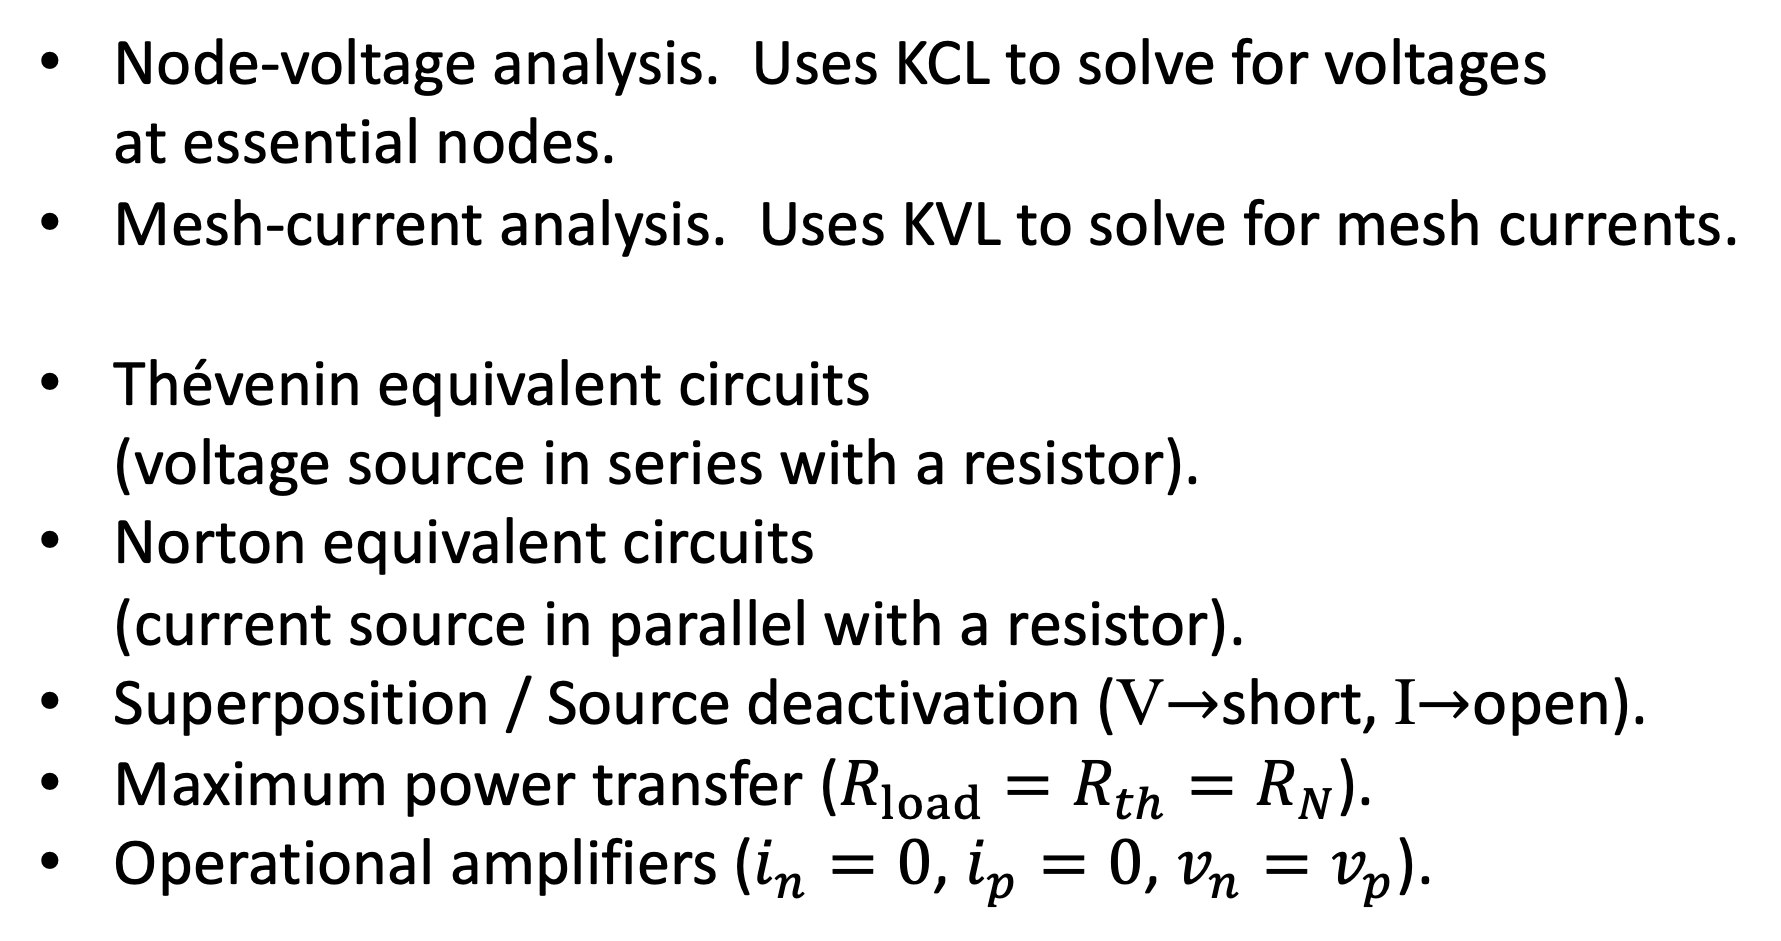 • Node-voltage analysis.  Uses KCL to solve for voltages
at essential nodes.
• Mesh-current analysis.  Uses KVL to solve for mesh currents.
• Thévenin equivalent circuits
(voltage source in series with a resistor).
• Norton equivalent circuits
(current source in parallel with a resistor).
• Superposition / Source deactivation (V→short, I→open).
• Maximum power transfer (R_load = R_th = R_N).
• Operational amplifiers (i_n = 0, i_p = 0, v_n = v_p).